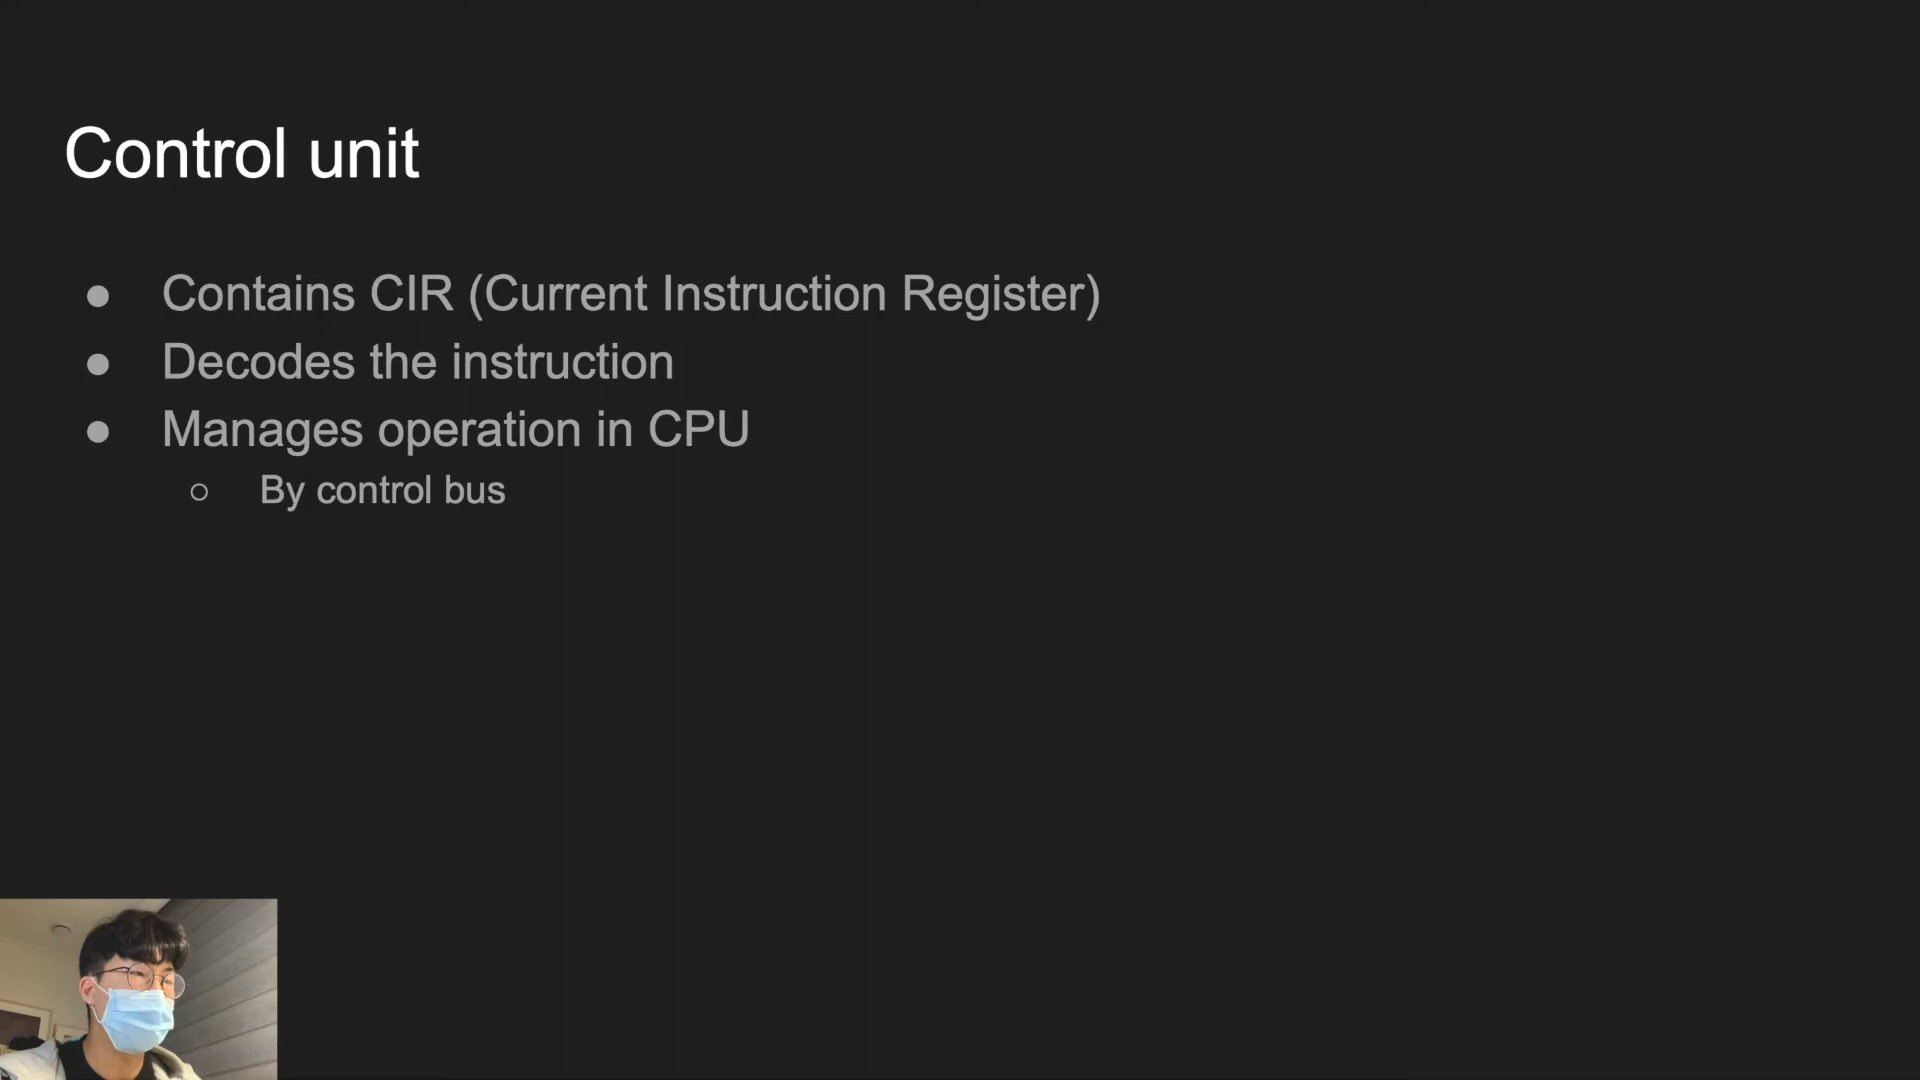 Control unit
● Contains CIR (Current Instruction Register)
● Decodes the instruction
● Manages operation in CPU
○ By control bus